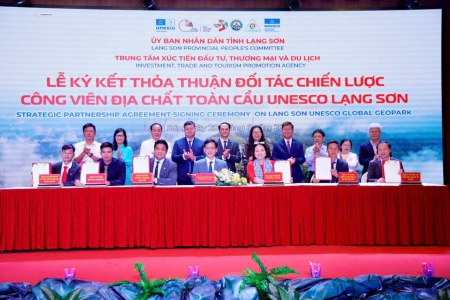 unesco
unesco
ỦY BAN NHÂN DÂN TỈNH LẠNG SƠN
LANG SON PROVINCIAL PEOPLE'S COMMITTEE
TRUNG TÂM XÚC TIẾN ĐẦU TƯ, THƯƠNG MẠI VÀ DU LỊCH
INVESTMENT, TRADE AND TOURISM PROMOTION AGENCY
LỄ KÝ KẾT THỎA THUẬN ĐỐI TÁC CHIẾN LƯỢC
CÔNG VIÊN ĐỊA CHẤT TOÀN CẦU UNESCO LẠNG SƠN
STRATEGIC PARTNERSHIP AGREEMENT SIGNING CEREMONY ON LANG SON UNESCO GLOBAL GEOPARK